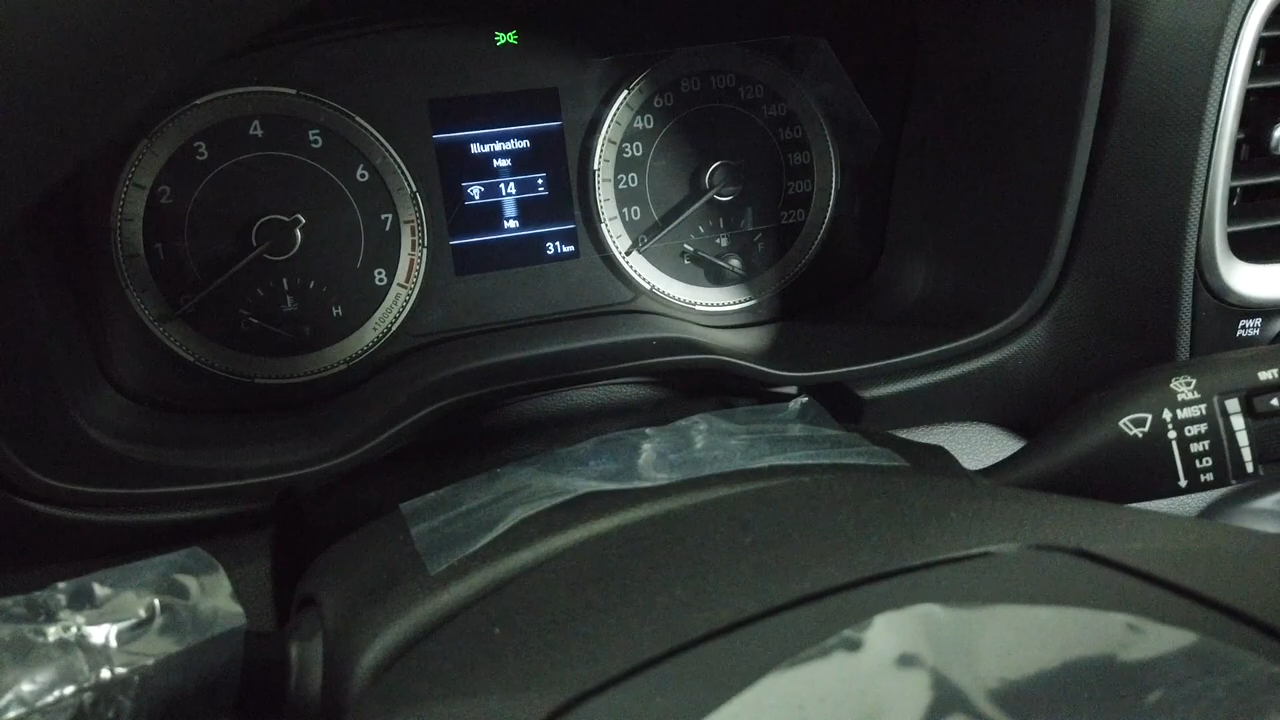 1
2
3
4
5
6
7
8
x1000rpm
H
Illumination
Max
14
+
-
Min
31km
0
10
20
30
40
60
80
100
120
140
160
180
200
220
E
F
PWR
PUSH
PULL
INT
MIST
OFF
INT
LO
HI